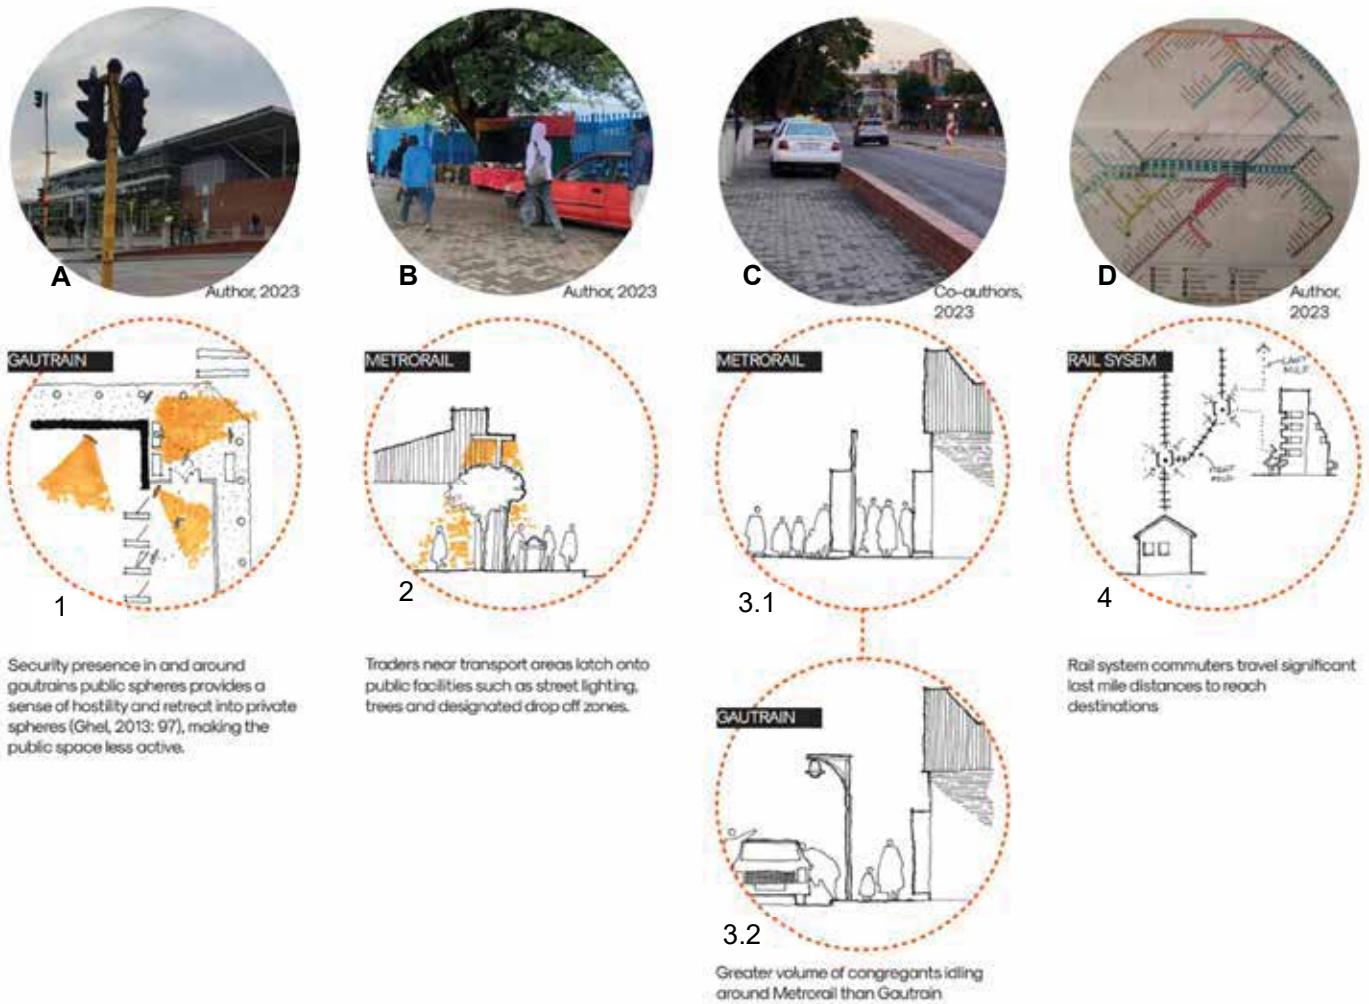 A
Author, 2023
B
Author, 2023
C
Co-authors,
2023
D
Author,
2023
GAUTRAIN
1
Security presence in and around
gautrains public spheres provides a
sense of hostility and retreat into private
spheres (Ghel, 2013: 97), making the
public space less active.
METRORAIL
2
Traders near transport areas latch onto
public facilities such as street lighting,
trees and designated drop off zones.
METRORAIL
3.1
GAUTRAIN
3.2
Greater volume of congregants idling
around Metrorail than Gautrain
RAIL SYSEM
LAST
MILE
4
Rail system commuters travel significant
last mile distances to reach
destinations